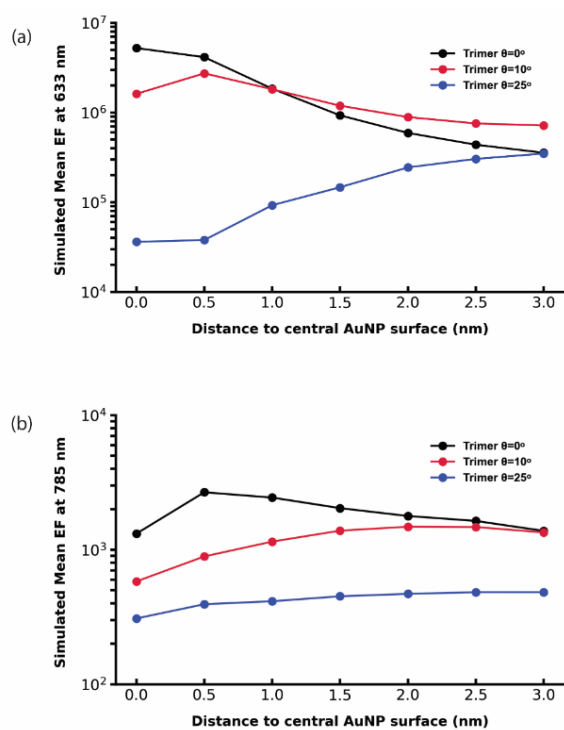 (a)
Simulated Mean EF at 633 nm
10⁷
10⁶
10⁵
10⁴
Trimer θ=0º
Trimer θ=10º
Trimer θ=25º
0.0 0.5 1.0 1.5 2.0 2.5 3.0
Distance to central AuNP surface (nm)
(b)
Simulated Mean EF at 785 nm
10⁴
10³
10²
Trimer θ=0º
Trimer θ=10º
Trimer θ=25º
0.0 0.5 1.0 1.5 2.0 2.5 3.0
Distance to central AuNP surface (nm)